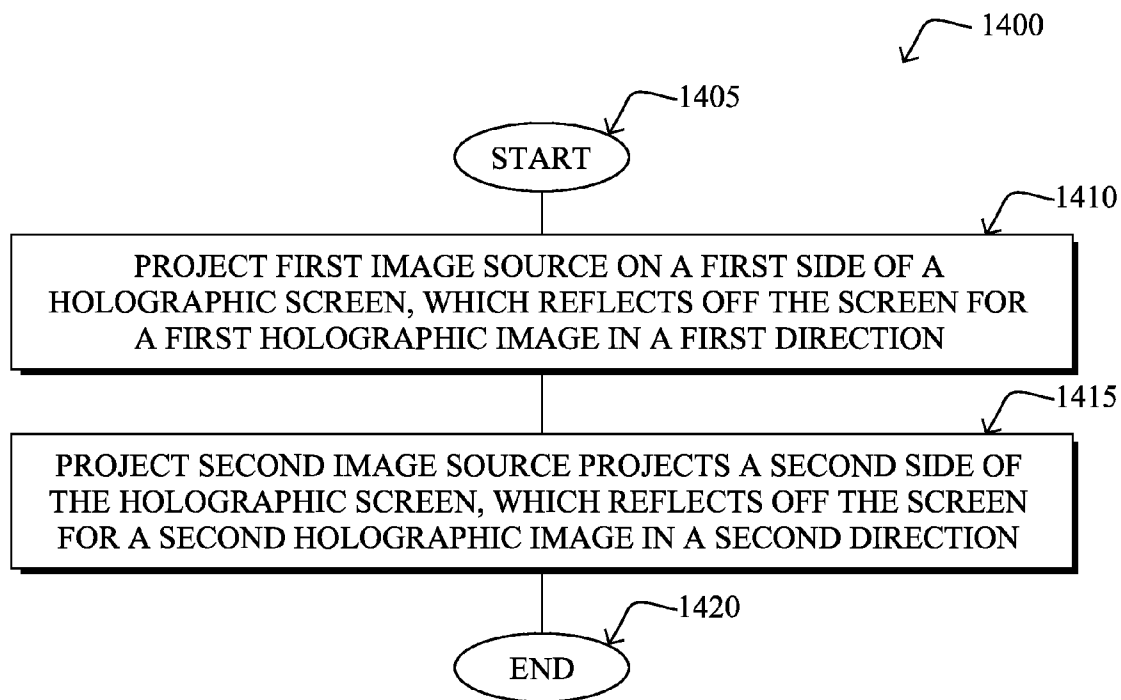 1400
1405
START
1410
PROJECT FIRST IMAGE SOURCE ON A FIRST SIDE OF A
HOLOGRAPHIC SCREEN, WHICH REFLECTS OFF THE SCREEN FOR
A FIRST HOLOGRAPHIC IMAGE IN A FIRST DIRECTION
1415
PROJECT SECOND IMAGE SOURCE PROJECTS A SECOND SIDE OF
THE HOLOGRAPHIC SCREEN, WHICH REFLECTS OFF THE SCREEN
FOR A SECOND HOLOGRAPHIC IMAGE IN A SECOND DIRECTION
1420
END